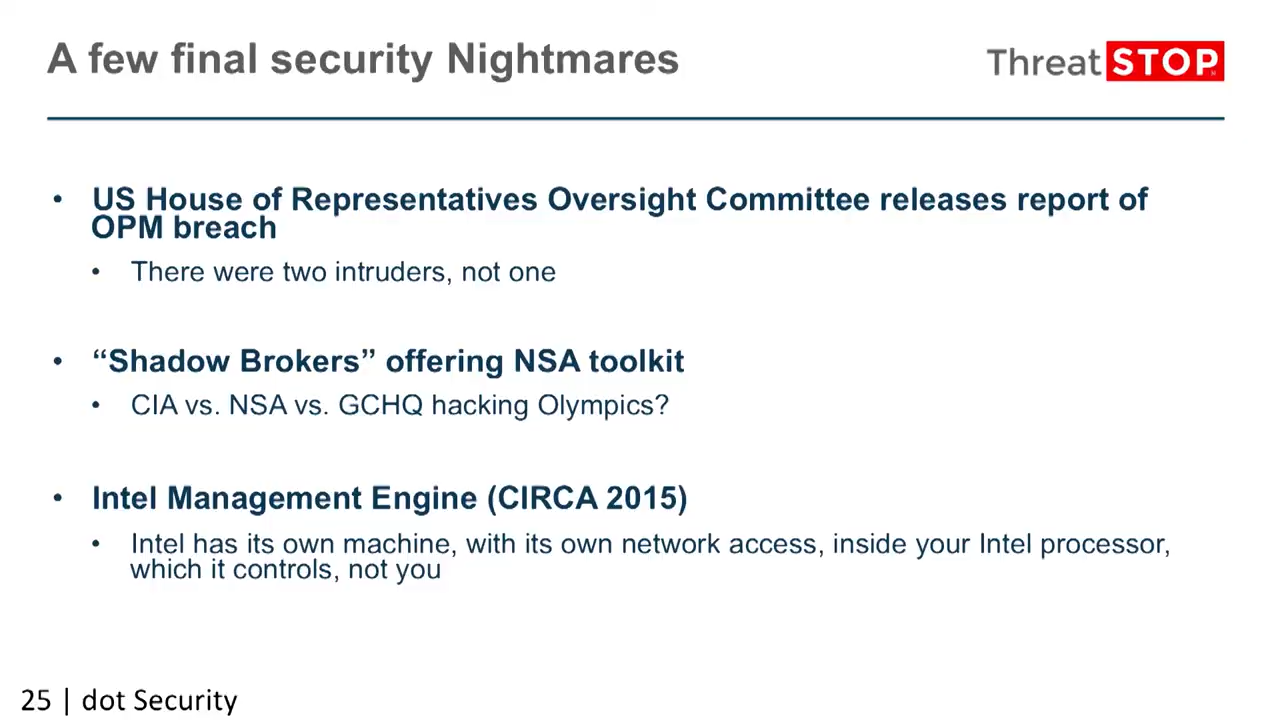 A few final security Nightmares
ThreatSTOP
• US House of Representatives Oversight Committee releases report of
OPM breach
• There were two intruders, not one
• “Shadow Brokers” offering NSA toolkit
• CIA vs. NSA vs. GCHQ hacking Olympics?
• Intel Management Engine (CIRCA 2015)
• Intel has its own machine, with its own network access, inside your Intel processor,
which it controls, not you
25 | dot Security